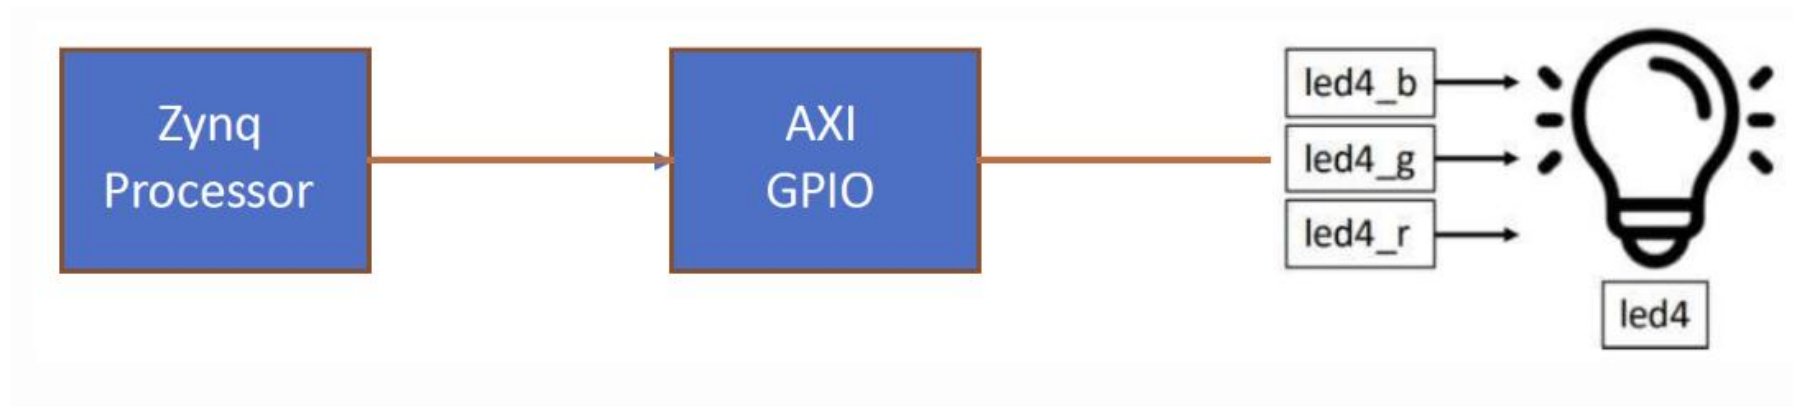 Zynq
Processor
AXI
GPIO
led4_b
led4_g
led4_r
led4